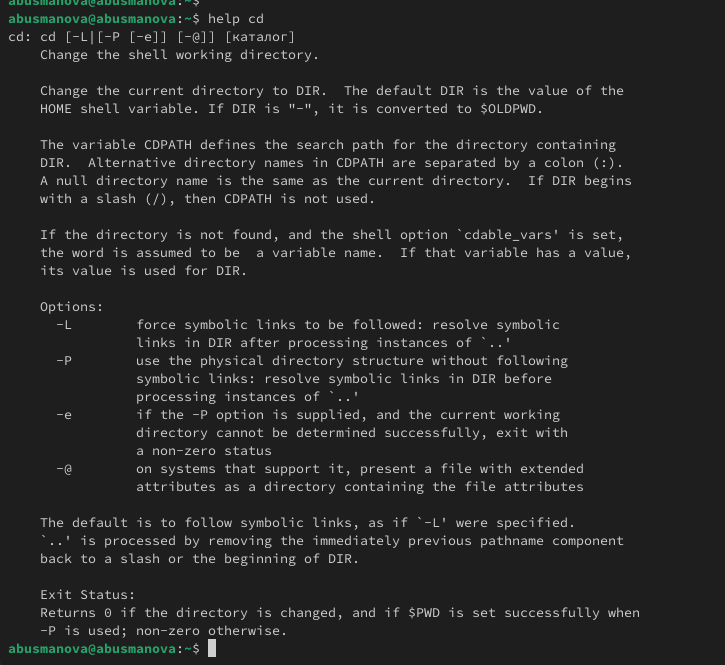 abusmanova@abusmanova:~$
abusmanova@abusmanova:~$ help cd
cd: cd [-L|[-P [-e]] [-@]] [каталог]
    Change the shell working directory.

    Change the current directory to DIR.  The default DIR is the value of the
    HOME shell variable. If DIR is "-", it is converted to $OLDPWD.

    The variable CDPATH defines the search path for the directory containing
    DIR.  Alternative directory names in CDPATH are separated by a colon (:).
    A null directory name is the same as the current directory.  If DIR begins
    with a slash (/), then CDPATH is not used.

    If the directory is not found, and the shell option `cdable_vars' is set,
    the word is assumed to be  a variable name.  If that variable has a value,
    its value is used for DIR.

    Options:
      -L        force symbolic links to be followed: resolve symbolic
                links in DIR after processing instances of `..'
      -P        use the physical directory structure without following
                symbolic links: resolve symbolic links in DIR before
                processing instances of `..'
      -e        if the -P option is supplied, and the current working
                directory cannot be determined successfully, exit with
                a non-zero status
      -@        on systems that support it, present a file with extended
                attributes as a directory containing the file attributes

    The default is to follow symbolic links, as if `-L' were specified.
    `..' is processed by removing the immediately previous pathname component
    back to a slash or the beginning of DIR.

    Exit Status:
    Returns 0 if the directory is changed, and if $PWD is set successfully when
    -P is used; non-zero otherwise.
abusmanova@abusmanova:~$